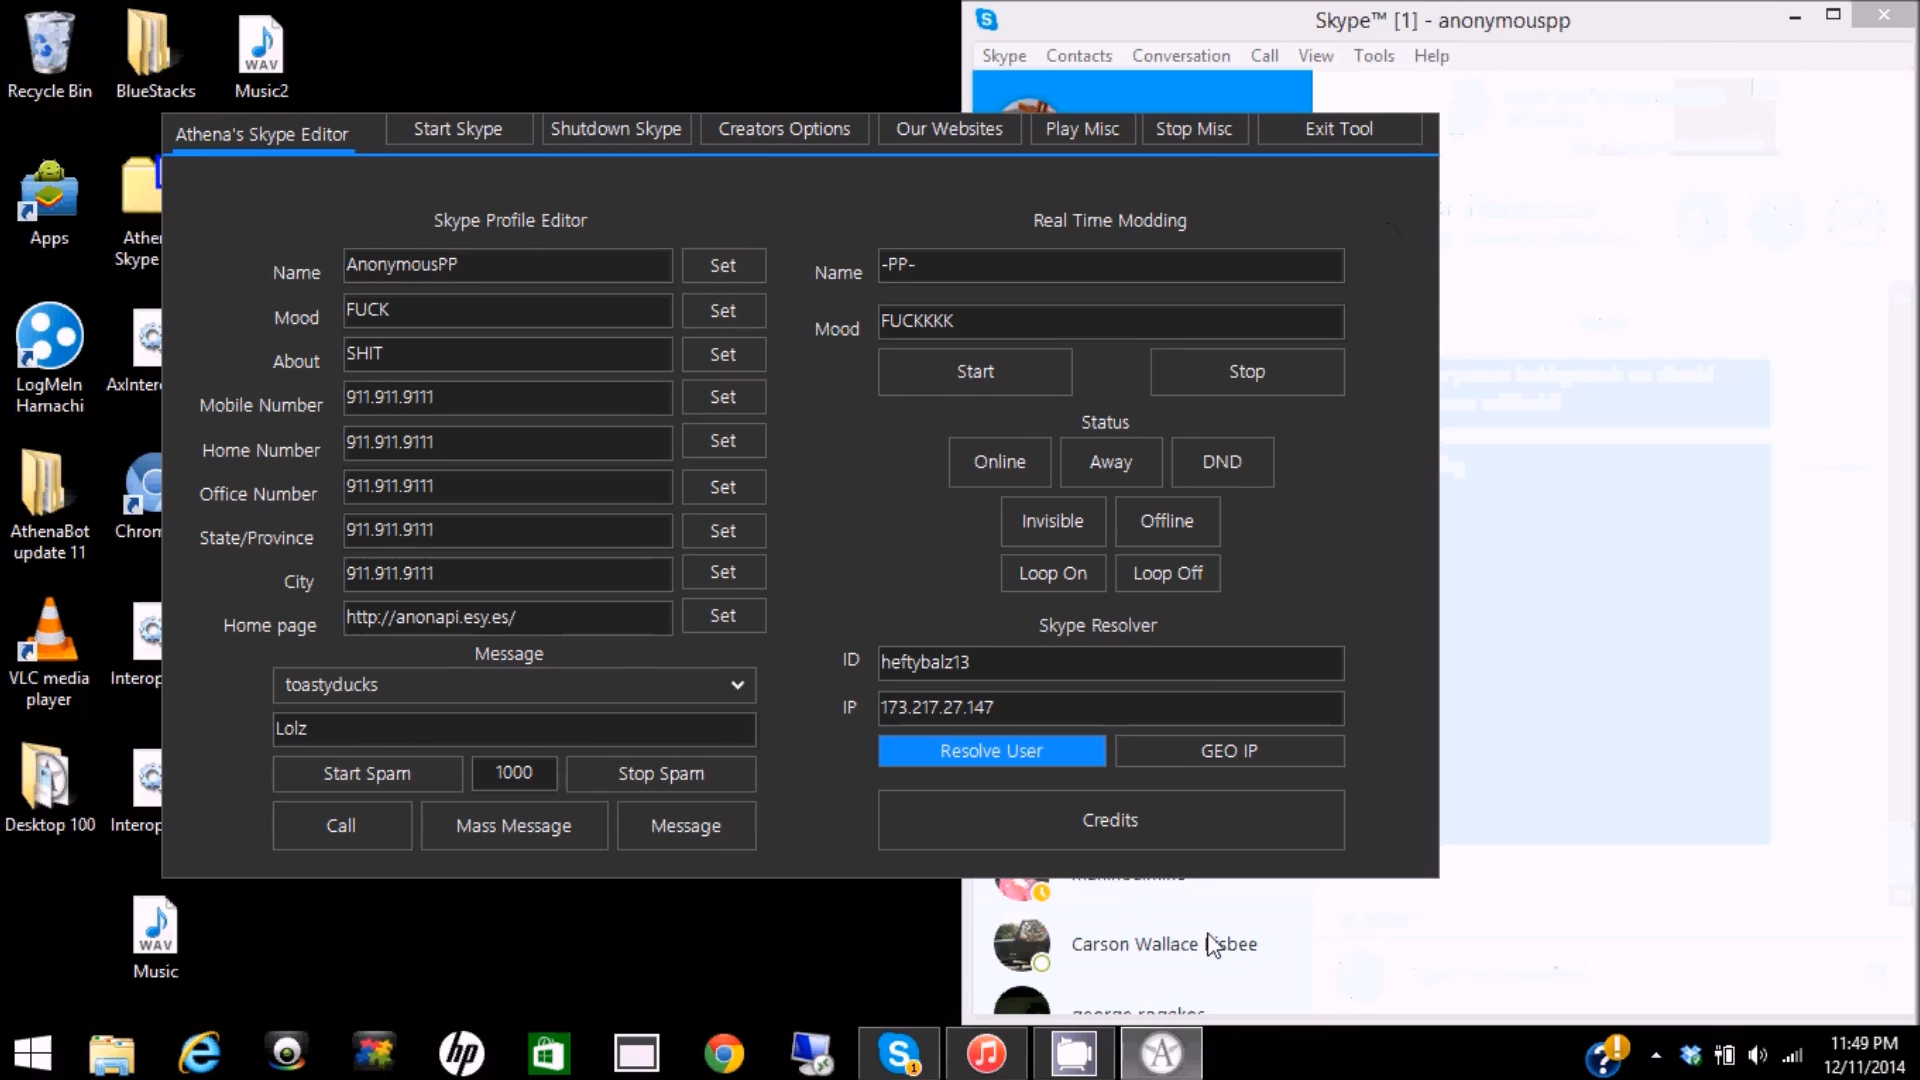 Recycle Bin
BlueStacks
Music2
Apps
LogMeIn
Hamachi
AthenaBot
update 11
VLC media
player
Desktop 100
Music
Skype™ [1] - anonymouspp
Skype Contacts Conversation Call View Tools Help
Athena's Skype Editor
Start Skype
Shutdown Skype
Creators Options
Our Websites
Play Misc
Stop Misc
Exit Tool
Skype Profile Editor
Name AnonymousPP Set
Mood FUCK Set
About SHIT Set
Mobile Number 911.911.9111 Set
Home Number 911.911.9111 Set
Office Number 911.911.9111 Set
State/Province 911.911.9111 Set
City 911.911.9111 Set
Home page http://anonapi.esy.es/ Set
Message
toastyducks
Lolz
Start Spam 1000 Stop Spam
Call Mass Message Message
Real Time Modding
Name -PP-
Mood FUCKKKK
Start Stop
Status
Online Away DND
Invisible Offline
Loop On Loop Off
Skype Resolver
ID heftybalz13
IP 173.217.27.147
Resolve User GEO IP
Credits
Carson Wallace
11:49 PM
12/11/2014